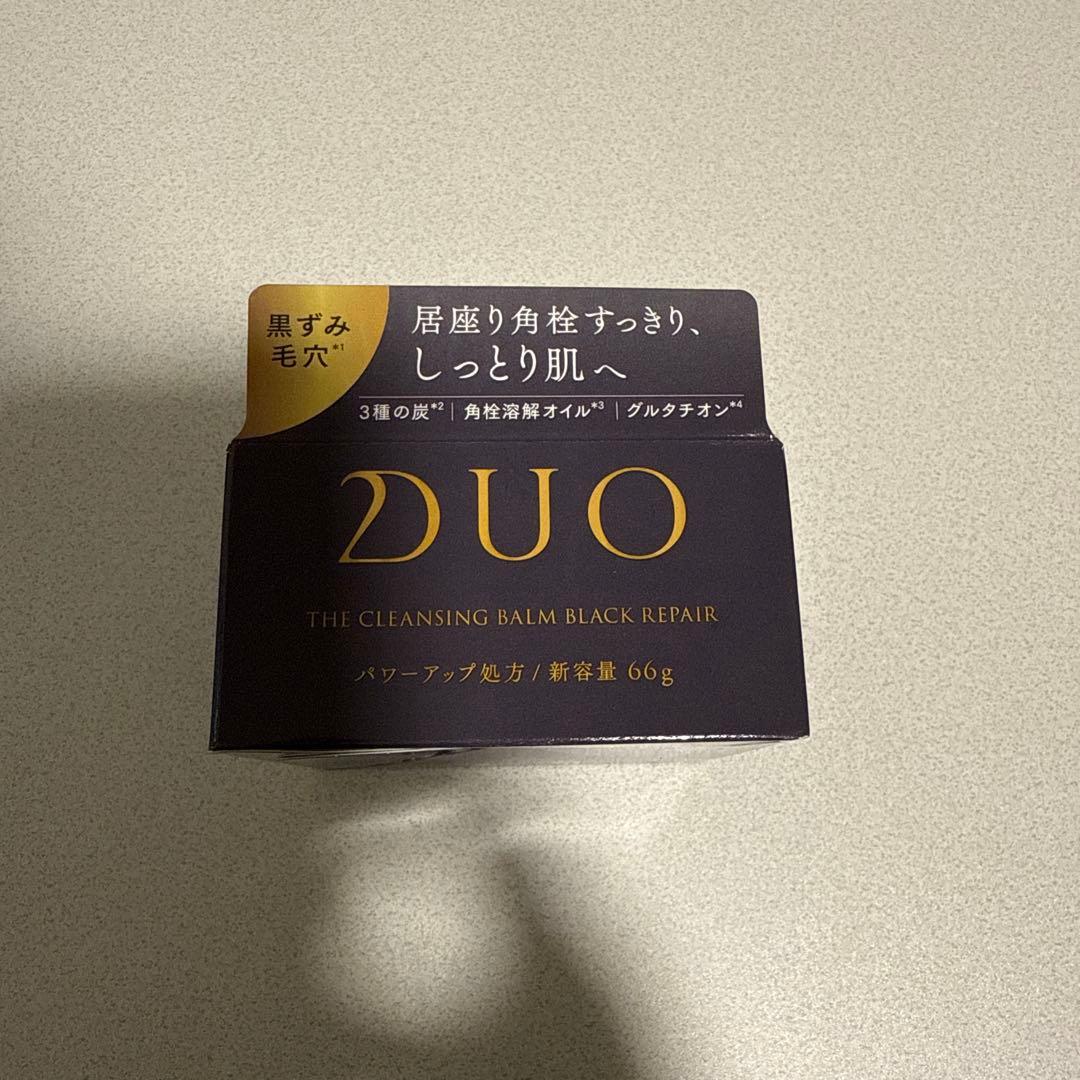 黒ずみ
毛穴*1
居座り角栓すっきり、
しっとり肌へ
3種の炭*2 | 角栓溶解オイル*3 | グルタチオン*4
DUO
THE CLEANSING BALM BLACK REPAIR
パワーアップ処方 / 新容量 66g